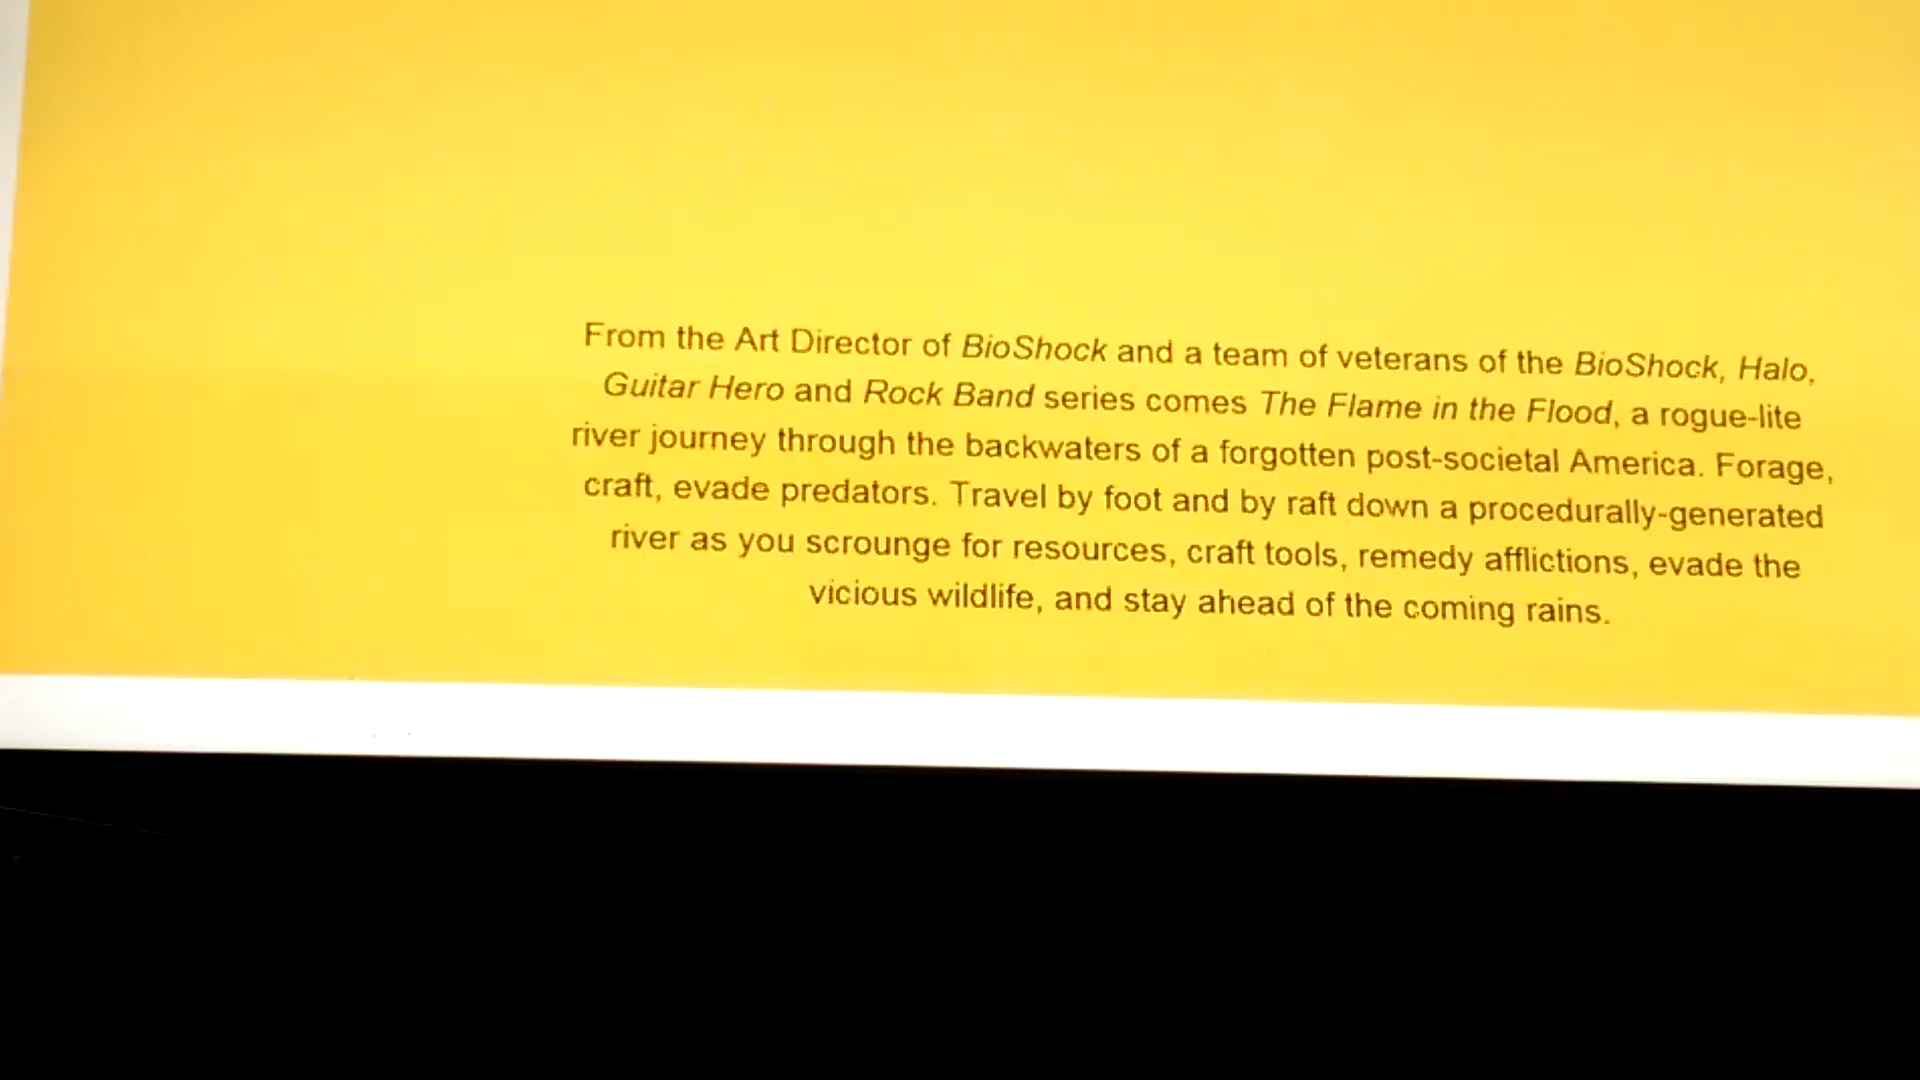 From the Art Director of BioShock and a team of veterans of the BioShock, Halo,
Guitar Hero and Rock Band series comes The Flame in the Flood, a rogue-lite
river journey through the backwaters of a forgotten post-societal America. Forage,
craft, evade predators. Travel by foot and by raft down a procedurally-generated
river as you scrounge for resources, craft tools, remedy afflictions, evade the
vicious wildlife, and stay ahead of the coming rains.